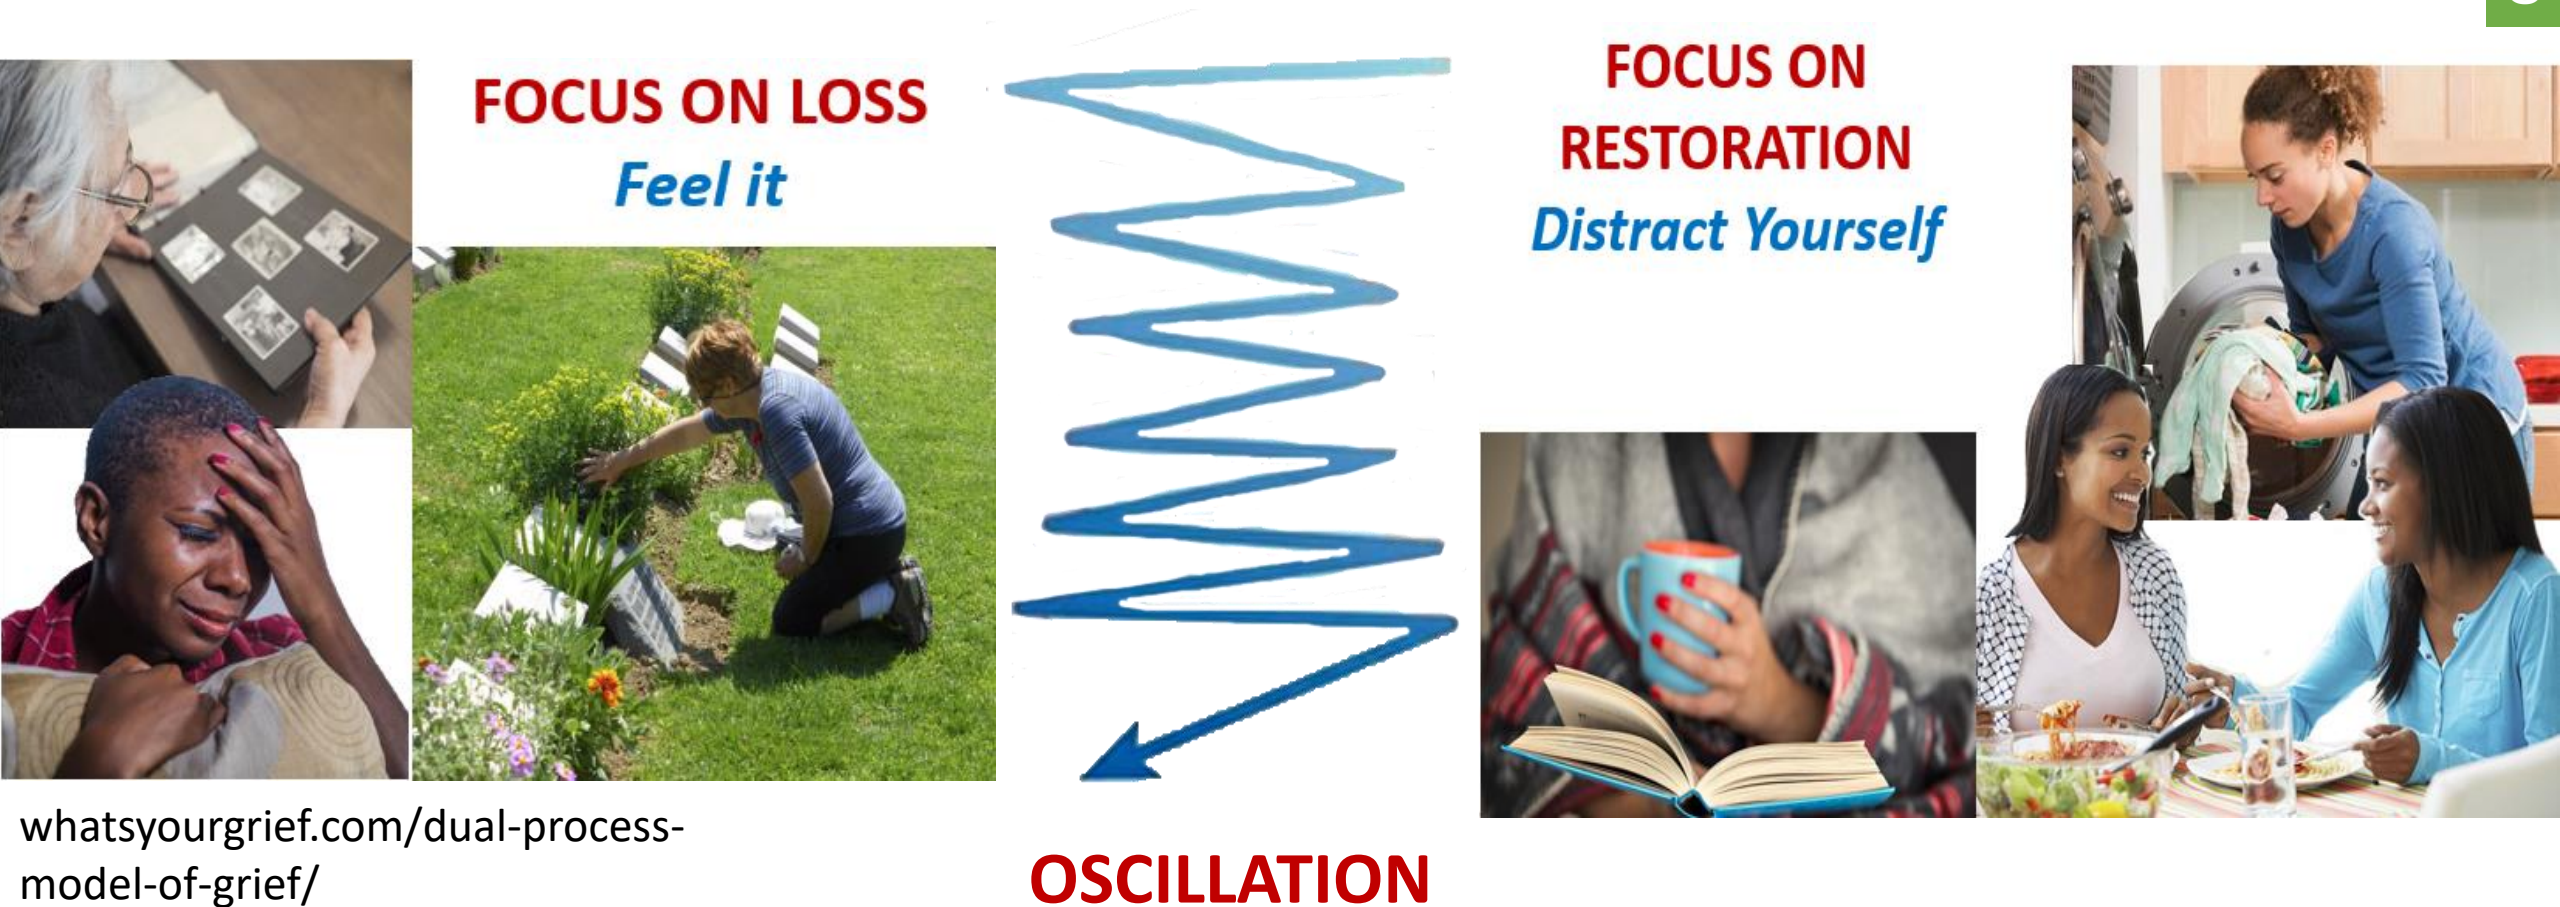 FOCUS ON LOSS
Feel it
FOCUS ON
RESTORATION
Distract Yourself
whatsyourgrief.com/dual-process-
model-of-grief/
OSCILLATION